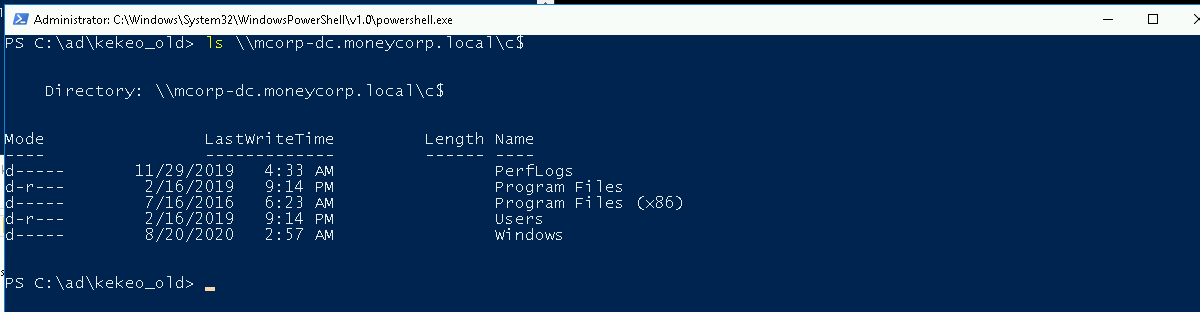 Administrator: C:\Windows\System32\WindowsPowerShell\v1.0\powershell.exe
PS C:\ad\kekeo_old> ls \\mcorp-dc.moneycorp.local\c$
Directory: \\mcorp-dc.moneycorp.local\c$
Mode LastWriteTime Length Name
---- ------------- ------ ----
d----- 11/29/2019 4:33 AM PerfLogs
d-r--- 2/16/2019 9:14 PM Program Files
d----- 7/16/2016 6:23 AM Program Files (x86)
d-r--- 2/16/2019 9:14 PM Users
d----- 8/20/2020 2:57 AM Windows
PS C:\ad\kekeo_old> _